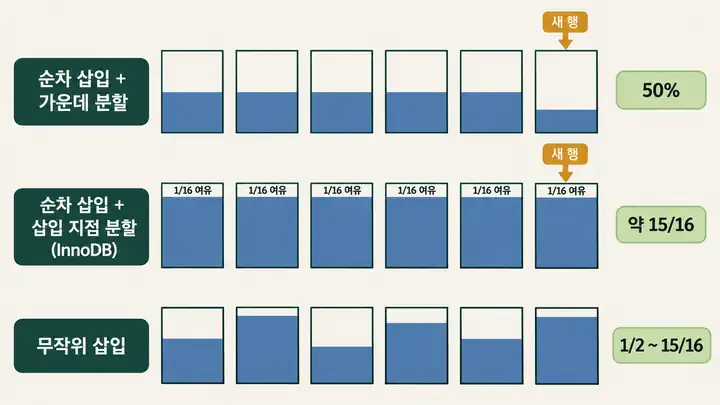 새 행
순차 삽입 +
가운데 분할
50%
새 행
순차 삽입 +
삽입 지점 분할
(InnoDB)
1/16 여유
1/16 여유
1/16 여유
1/16 여유
1/16 여유
1/16 여유
약 15/16
무작위 삽입
1/2 ~ 15/16